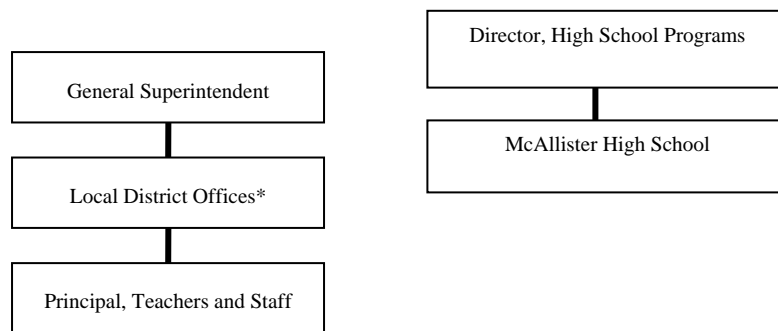 General Superintendent
Local District Offices*
Principal, Teachers and Staff
Director, High School Programs
McAllister High School